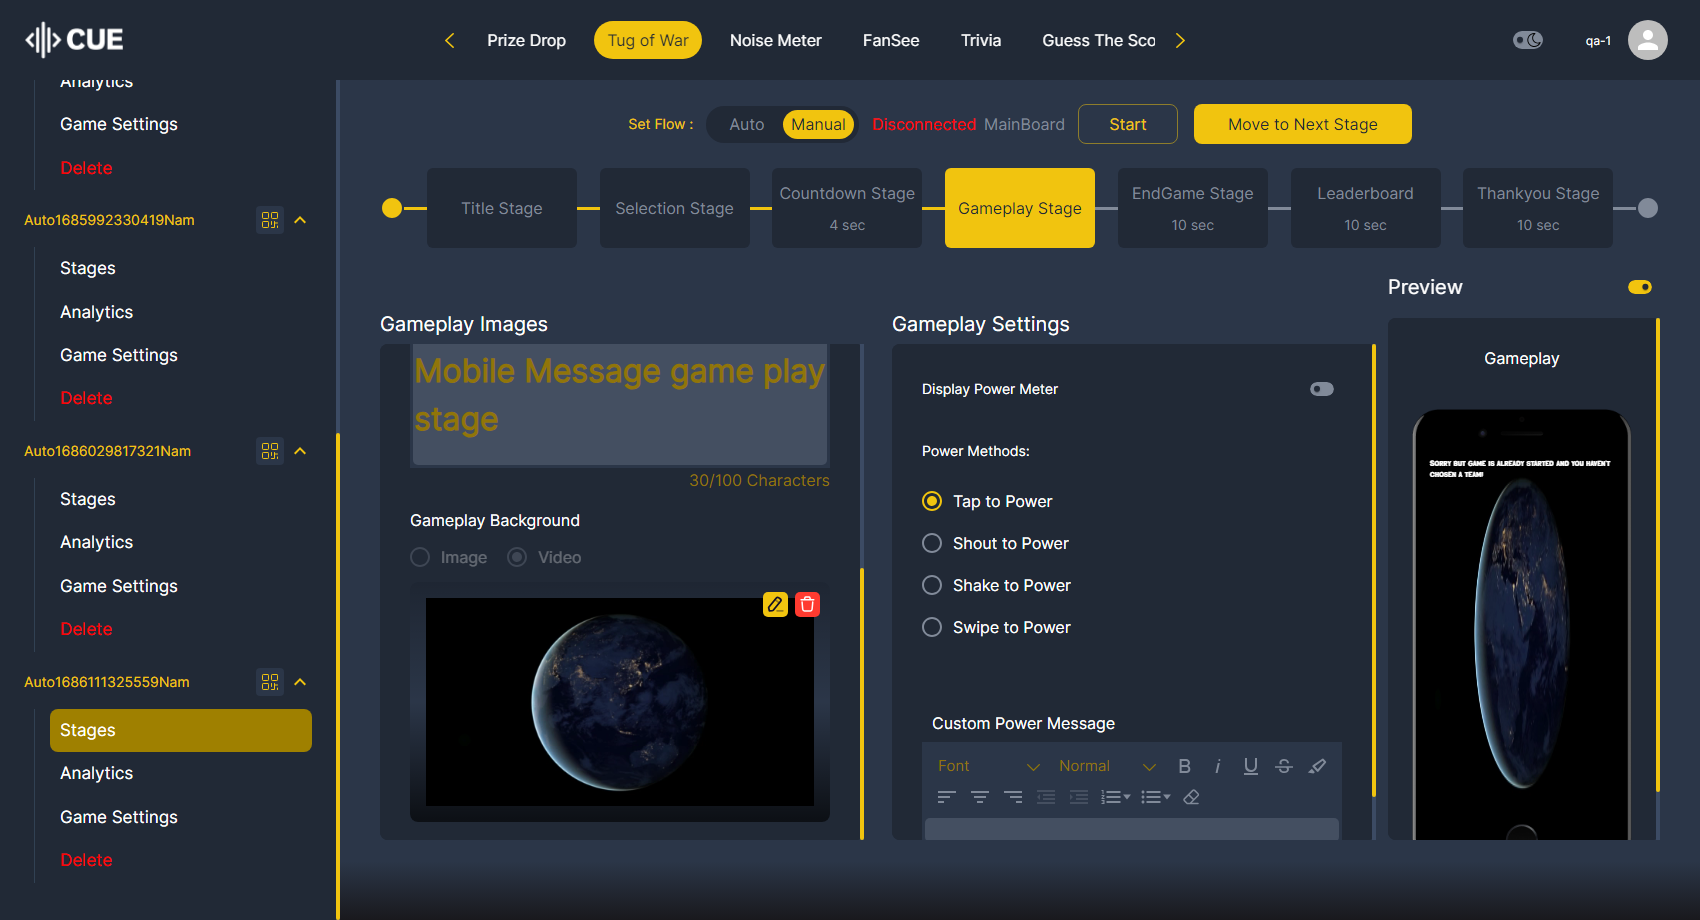 CUE
Prize Drop
Tug of War
Noise Meter
FanSee
Trivia
Guess The Sco
qa-1
Analytics
Game Settings
Delete
Auto1685992330419Nam
Stages
Analytics
Game Settings
Delete
Auto1686029817321Nam
Stages
Analytics
Game Settings
Delete
Auto1686111325559Nam
Stages
Analytics
Game Settings
Delete
Set Flow :
Auto
Manual
Disconnected MainBoard
Start
Move to Next Stage
Title Stage
Selection Stage
Countdown Stage
4 sec
Gameplay Stage
EndGame Stage
10 sec
Leaderboard
10 sec
Thankyou Stage
10 sec
Gameplay Images
Mobile Message game play
stage
30/100 Characters
Gameplay Background
Image
Video
Gameplay Settings
Display Power Meter
Power Methods:
Tap to Power
Shout to Power
Shake to Power
Swipe to Power
Custom Power Message
Font
Normal
B i U S
Preview
Gameplay
Sorry but game is already started and you haven't
chosen a team!